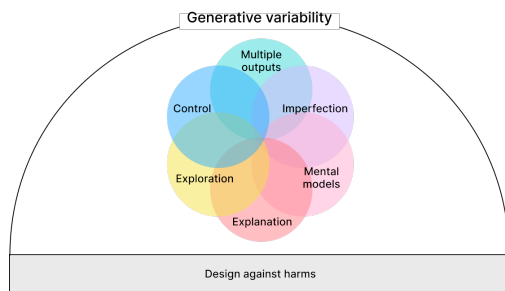 Generative variability
Multiple
outputs
Control
Imperfection
Exploration
Mental
models
Explanation
Design against harms